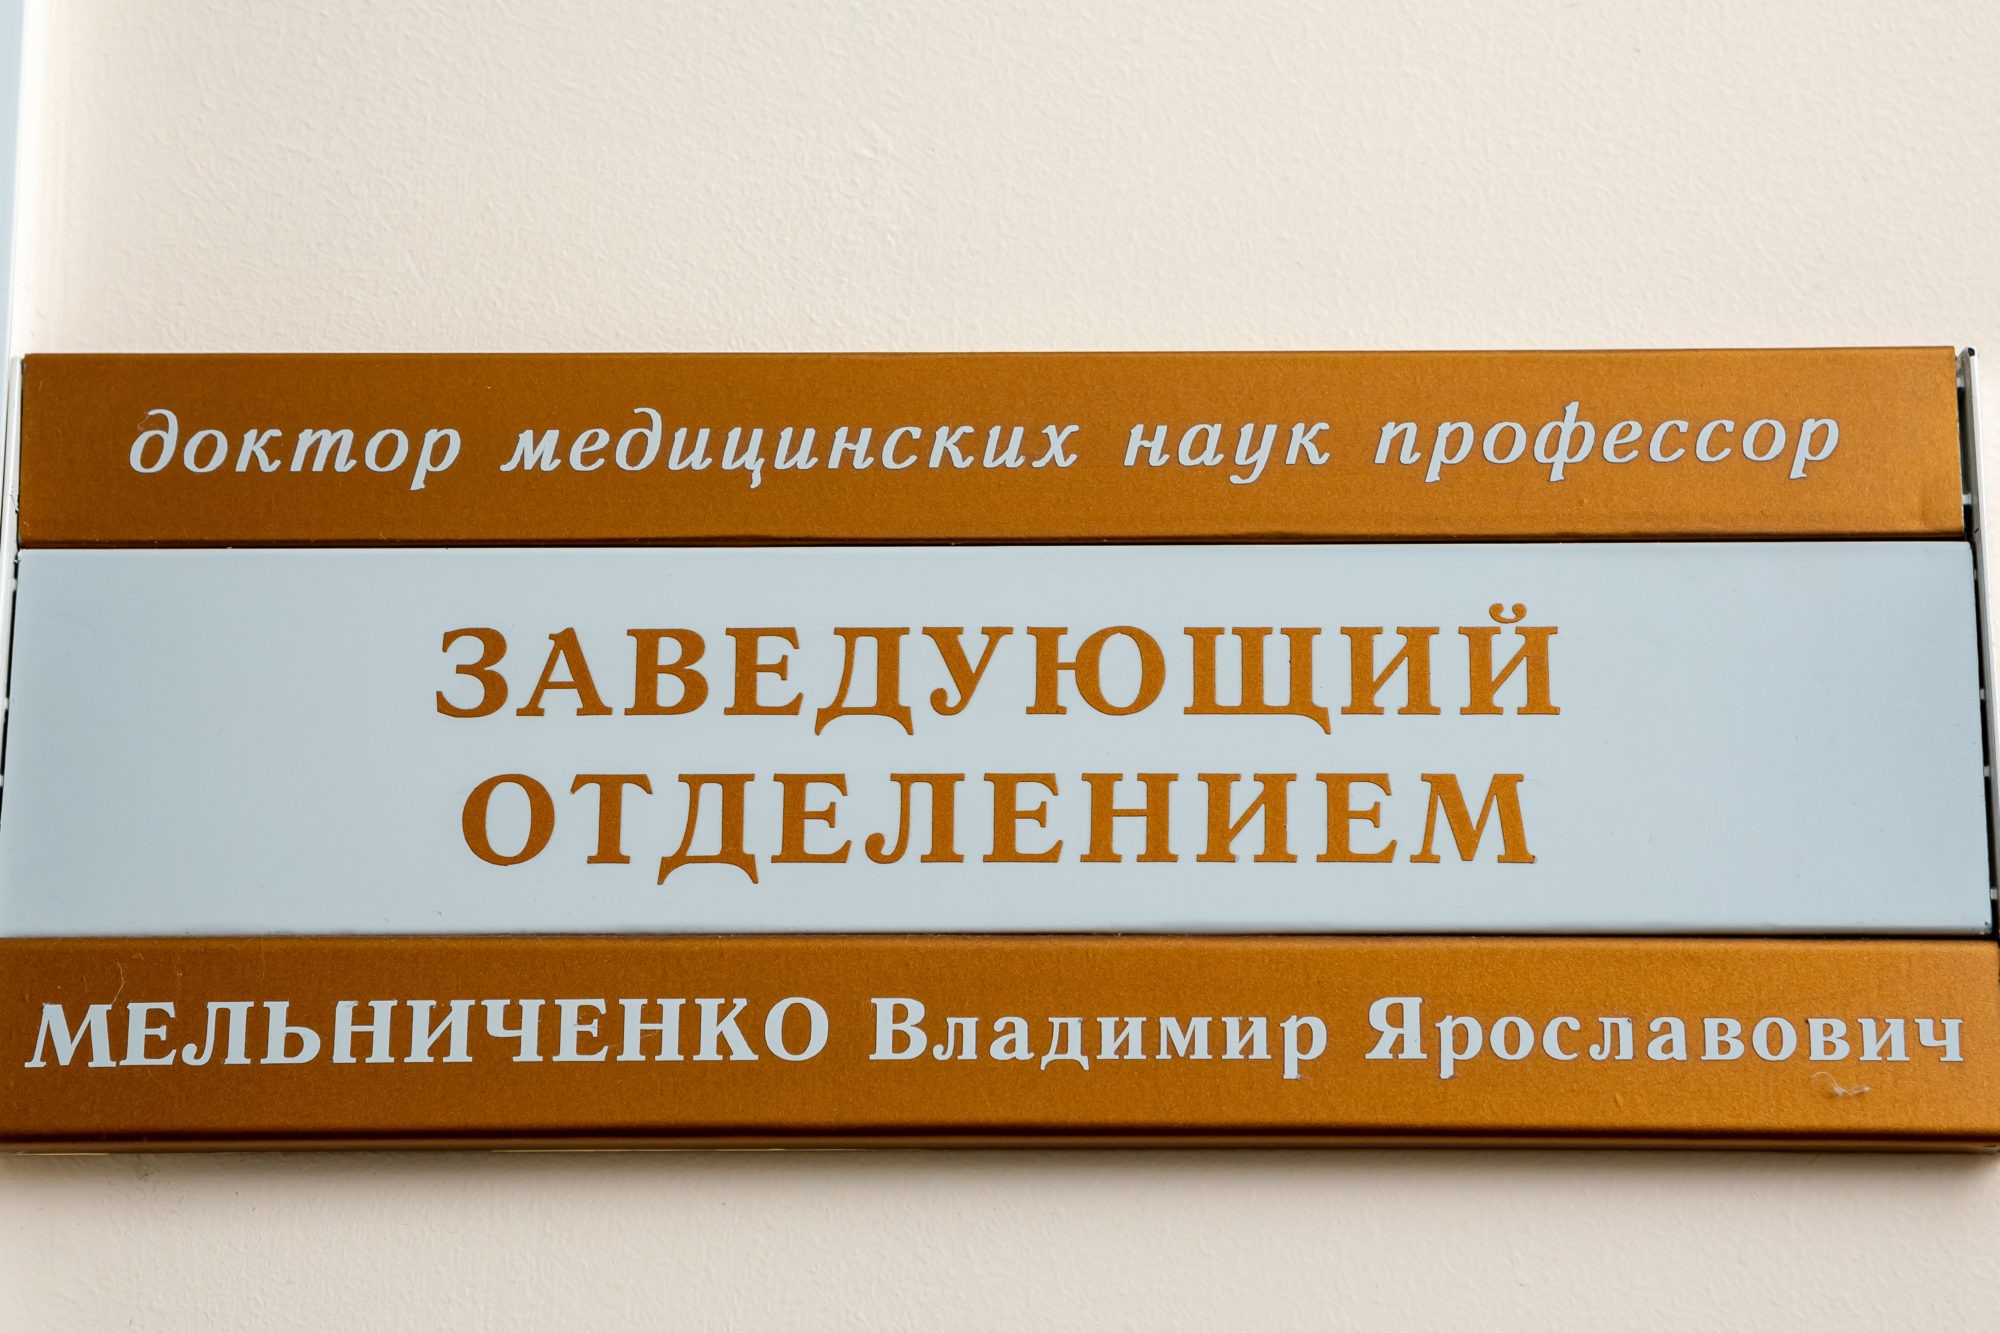 доктор медицинских наук профессор
ЗАВЕДУЮЩИЙ
ОТДЕЛЕНИЕМ
МЕЛЬНИЧЕНКО Владимир Ярославович